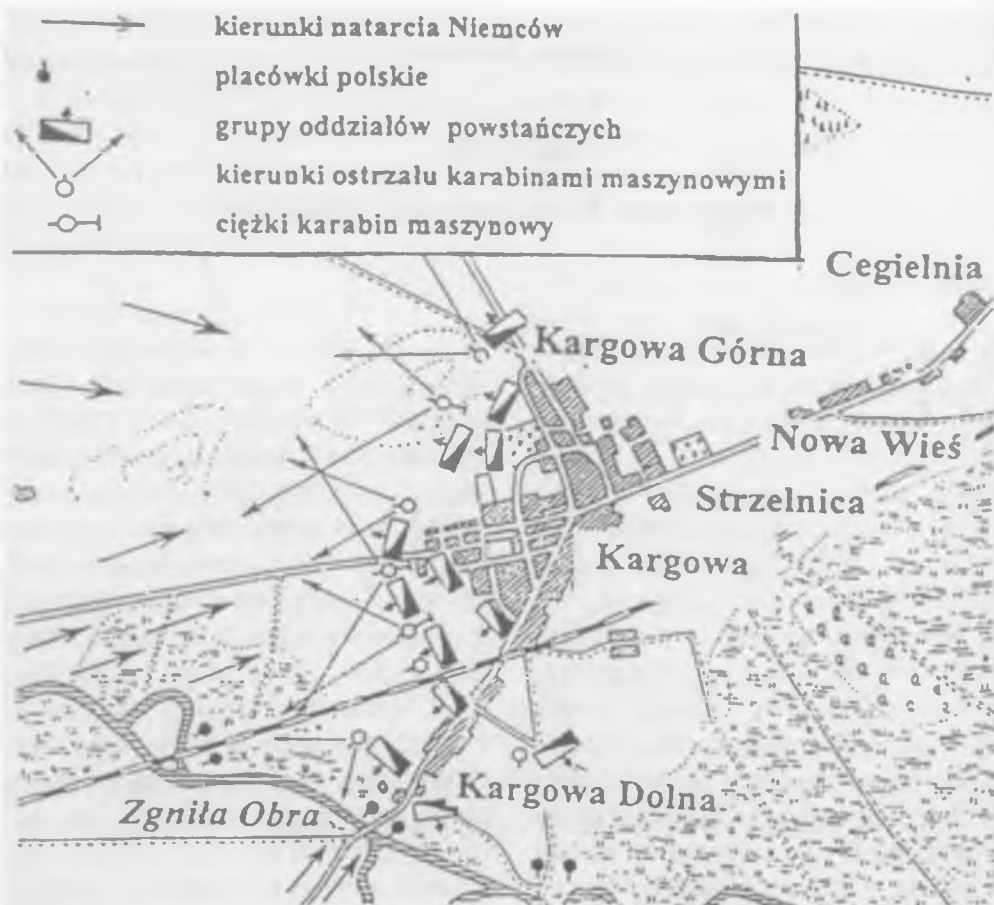 kierunki natarcia Niemców
placówki polskie
grupy oddziałów powstańczych
kierunki ostrzału karabinami maszynowymi
ciężki karabin maszynowy
Cegielnia
Kargowa Górna
Nowa Wieś
Strzelnica
Kargowa
Kargowa Dolna
Zgniła Obra